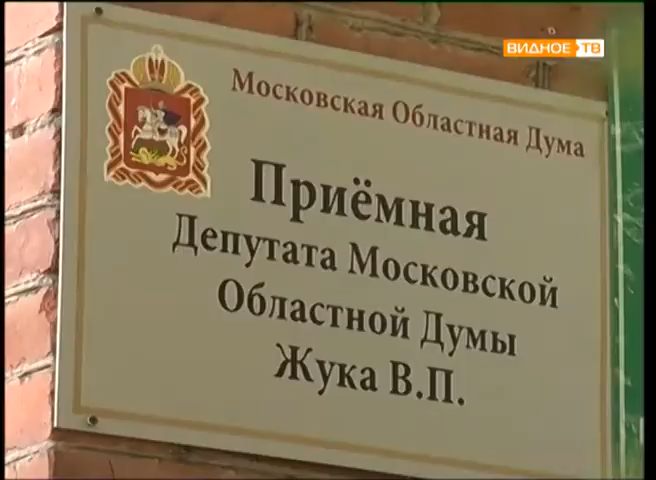 ВИДНОЕ ТВ
Московская Областная Дума
Приёмная
Депутата Московской
Областной Думы
Жука В.П.